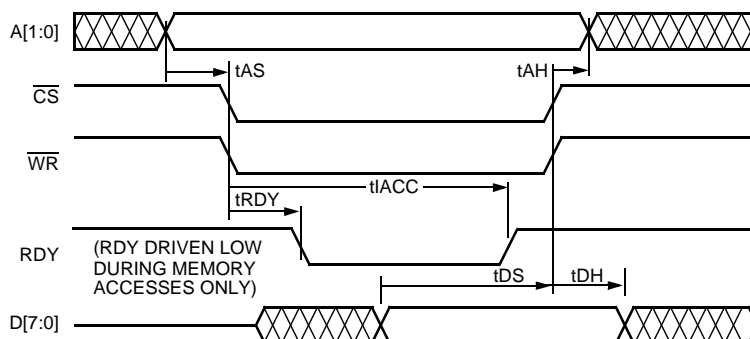 A[1:0]
tAS
tAH
CS
WR
tIACC
tRDY
RDY
(RDY DRIVEN LOW
DURING MEMORY
ACCESSES ONLY)
tDS
tDH
D[7:0]